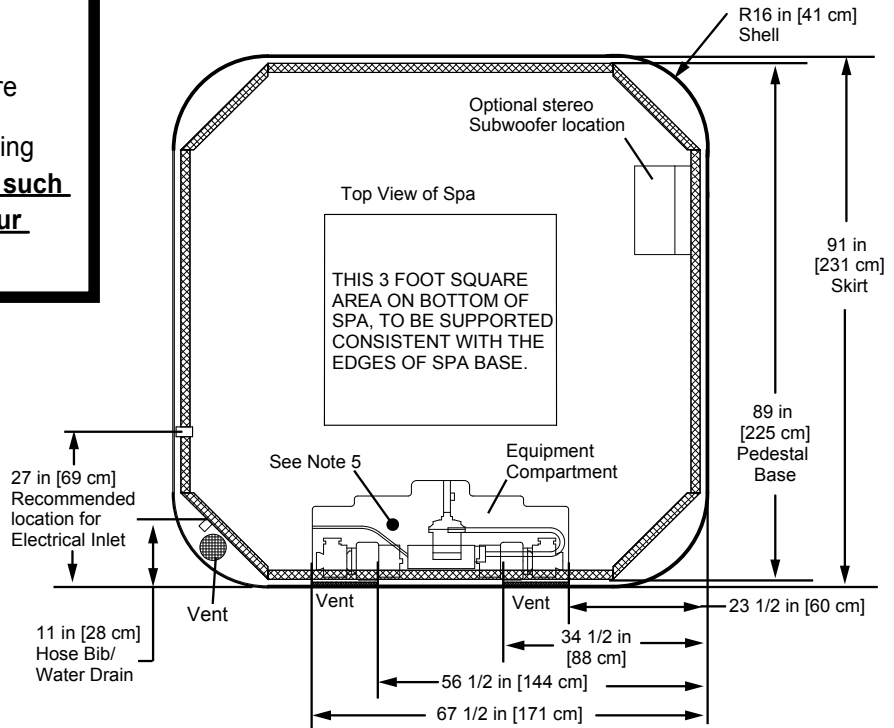 re
ing
such
ur
R16 in [41 cm]
Shell
Optional stereo
Subwoofer location
Top View of Spa
THIS 3 FOOT SQUARE
AREA ON BOTTOM OF
SPA, TO BE SUPPORTED
CONSISTENT WITH THE
EDGES OF SPA BASE.
91 in
[231 cm]
Skirt
89 in
[225 cm]
Pedestal
Base
27 in [69 cm]
Recommended
location for
Electrical Inlet
See Note 5
Equipment
Compartment
Vent
Vent
Vent
11 in [28 cm]
Hose Bib/
Water Drain
23 1/2 in [60 cm]
34 1/2 in
[88 cm]
56 1/2 in [144 cm]
67 1/2 in [171 cm]